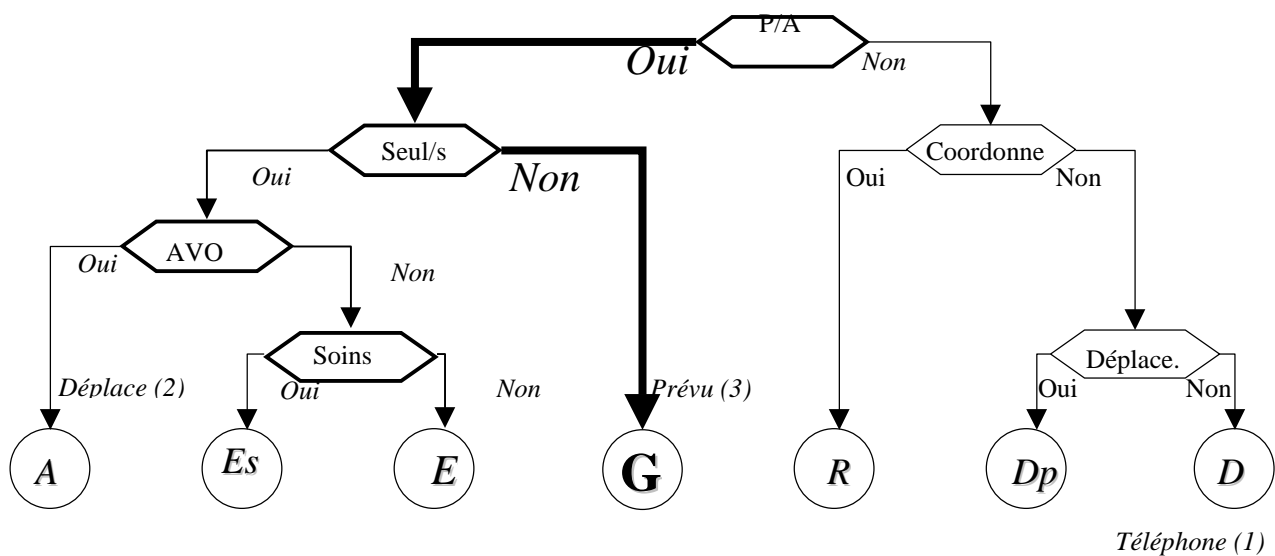 P/A
Oui
Non
Seul/s
Coordonne
Oui
Non
Oui
Non
AVO
Oui
Non
Soins
Déplace.
Déplace (2)
Oui
Non
Prévu (3)
Oui
Non
A
Es
E
G
R
Dp
D
Téléphone (1)